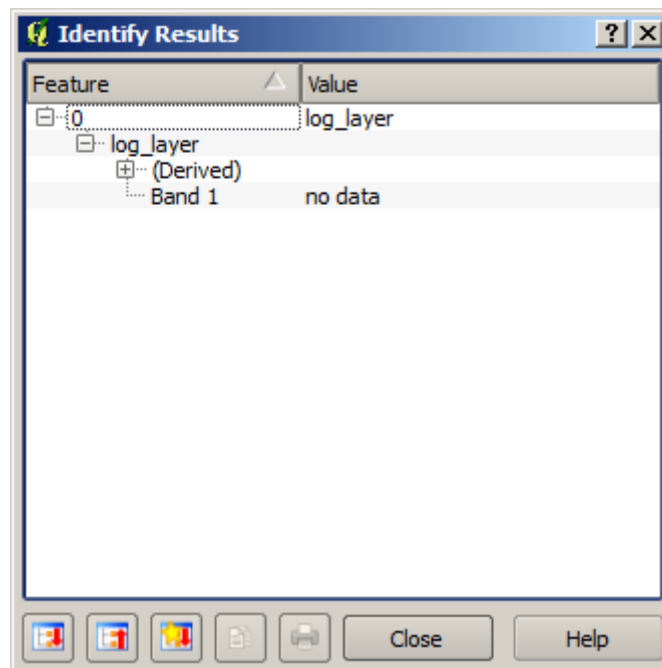 Identify Results
Feature Value
0 log_layer
log_layer
(Derived)
Band 1 no data
Close Help